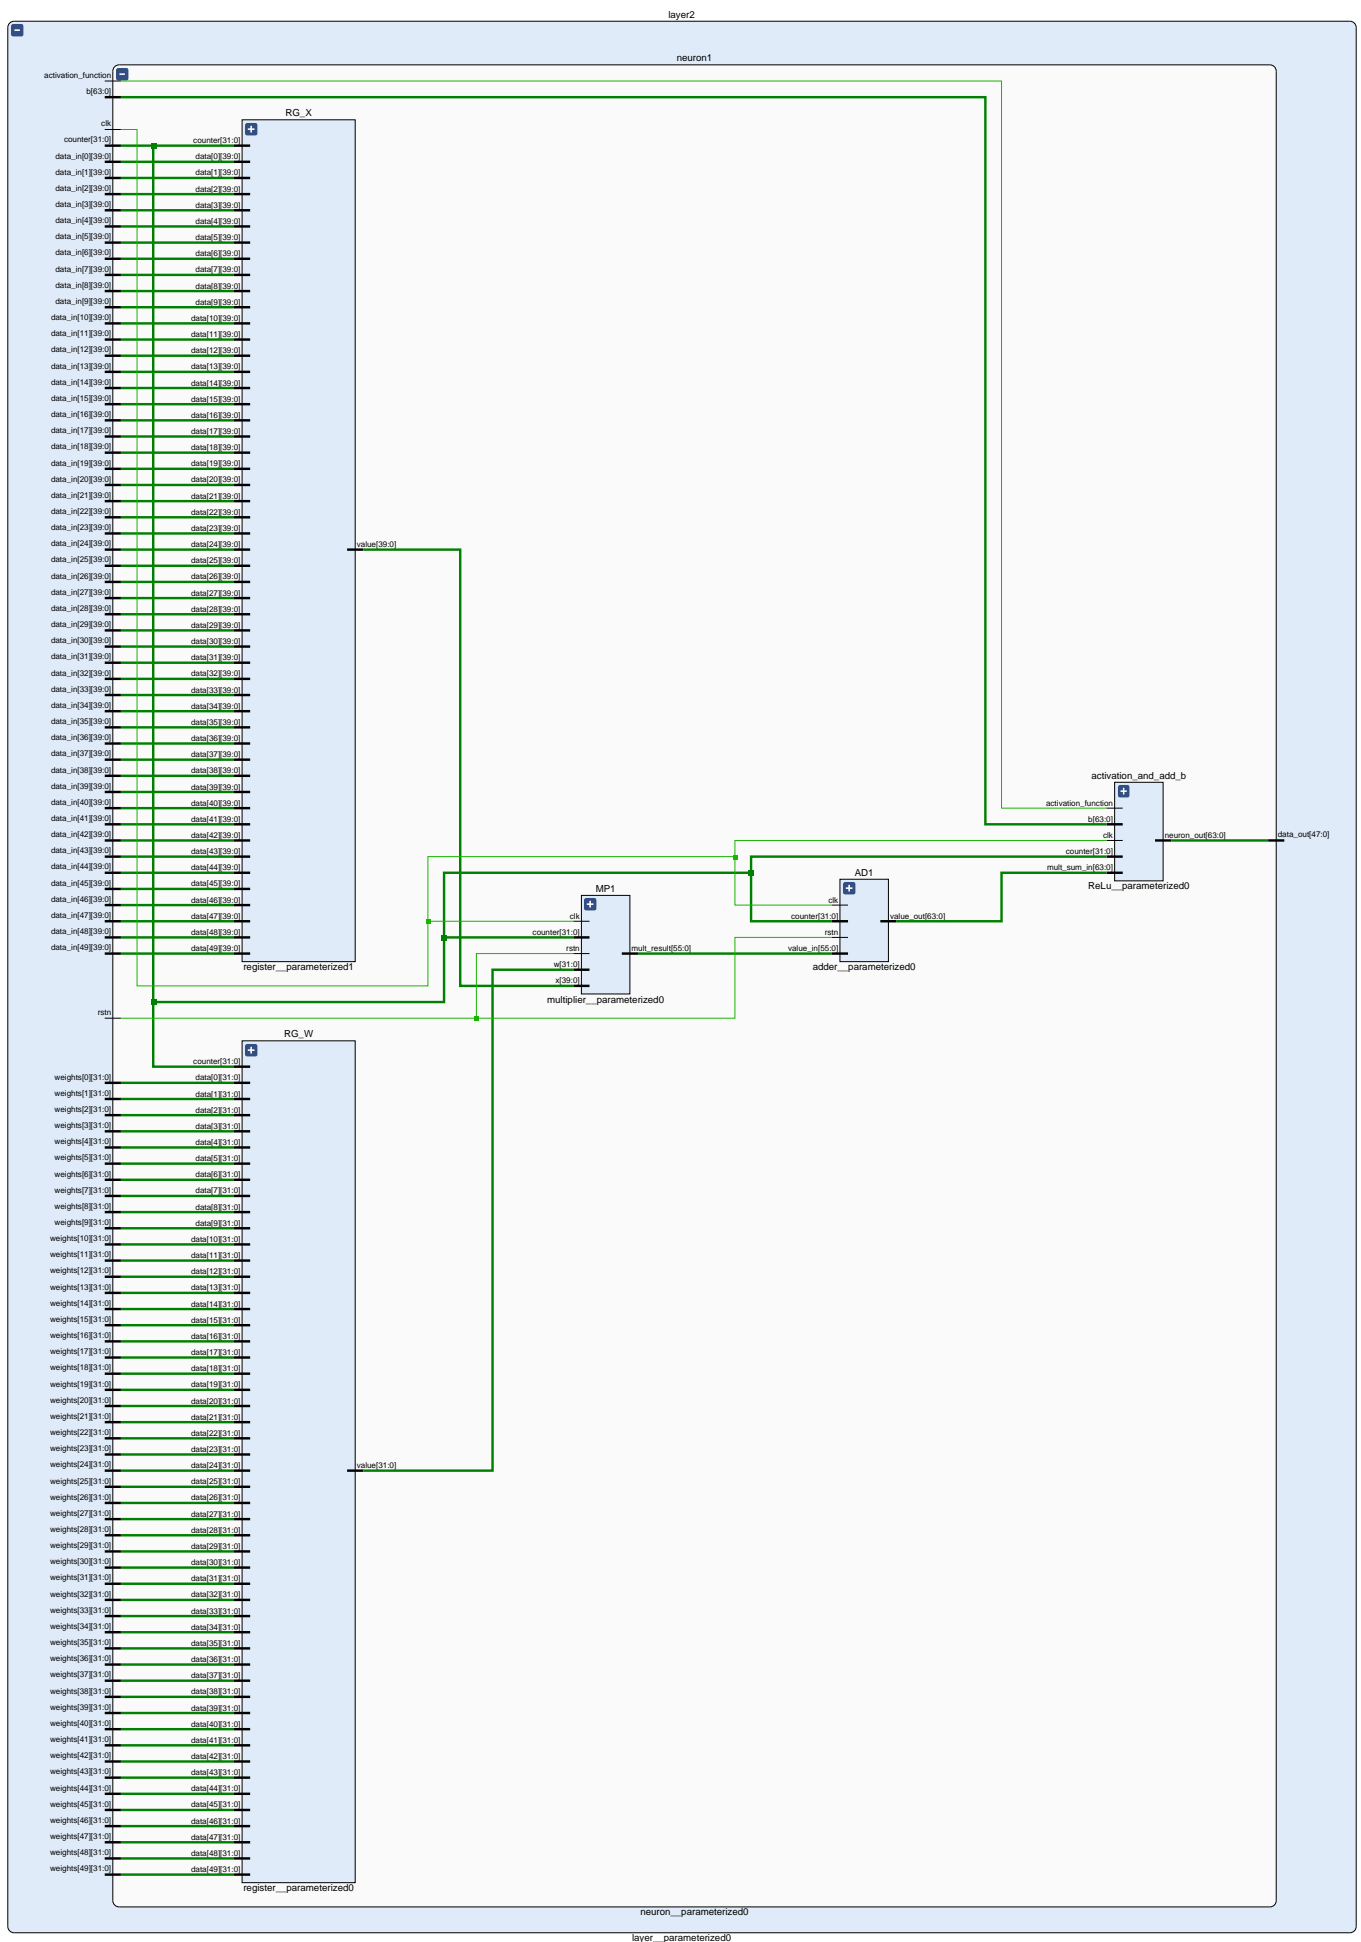 layer2
neuron1
activation_function
b[63:0]
RG_X
clk
counter[31:0] counter[31:0]
data_in[0][39:0] data[0][39:0]
data_in[1][39:0] data[1][39:0]
data_in[2][39:0] data[2][39:0]
data_in[3][39:0] data[3][39:0]
data_in[4][39:0] data[4][39:0]
data_in[5][39:0] data[5][39:0]
data_in[6][39:0] data[6][39:0]
data_in[7][39:0] data[7][39:0]
data_in[8][39:0] data[8][39:0]
data_in[9][39:0] data[9][39:0]
data_in[10][39:0] data[10][39:0]
data_in[11][39:0] data[11][39:0]
data_in[12][39:0] data[12][39:0]
data_in[13][39:0] data[13][39:0]
data_in[14][39:0] data[14][39:0]
data_in[15][39:0] data[15][39:0]
data_in[16][39:0] data[16][39:0]
data_in[17][39:0] data[17][39:0]
data_in[18][39:0] data[18][39:0]
data_in[19][39:0] data[19][39:0]
data_in[20][39:0] data[20][39:0]
data_in[21][39:0] data[21][39:0]
data_in[22][39:0] data[22][39:0]
data_in[23][39:0] data[23][39:0]
data_in[24][39:0] data[24][39:0] value[39:0]
data_in[25][39:0] data[25][39:0]
data_in[26][39:0] data[26][39:0]
data_in[27][39:0] data[27][39:0]
data_in[28][39:0] data[28][39:0]
data_in[29][39:0] data[29][39:0]
data_in[30][39:0] data[30][39:0]
data_in[31][39:0] data[31][39:0]
data_in[32][39:0] data[32][39:0]
data_in[33][39:0] data[33][39:0]
data_in[34][39:0] data[34][39:0]
data_in[35][39:0] data[35][39:0]
data_in[36][39:0] data[36][39:0]
data_in[37][39:0] data[37][39:0]
data_in[38][39:0] data[38][39:0] activation_and_add_b
data_in[39][39:0] data[39][39:0]
data_in[40][39:0] data[40][39:0] activation_function
data_in[41][39:0] data[41][39:0] b[63:0]
data_in[42][39:0] data[42][39:0] clk neuron_out[63:0] data_out[47:0]
data_in[43][39:0] data[43][39:0] counter[31:0]
data_in[44][39:0] data[44][39:0] AD1 mult_sum_in[63:0]
data_in[45][39:0] data[45][39:0] MP1 ReLu__parameterized0
data_in[46][39:0] data[46][39:0] clk
data_in[47][39:0] data[47][39:0] clk counter[31:0] value_out[63:0]
data_in[48][39:0] data[48][39:0] counter[31:0] rstn
data_in[49][39:0] data[49][39:0] rstn mult_result[55:0] value_in[55:0]
register__parameterized1 w[31:0] adder__parameterized0
x[39:0]
multiplier__parameterized0
rstn
RG_W
counter[31:0]
weights[0][31:0] data[0][31:0]
weights[1][31:0] data[1][31:0]
weights[2][31:0] data[2][31:0]
weights[3][31:0] data[3][31:0]
weights[4][31:0] data[4][31:0]
weights[5][31:0] data[5][31:0]
weights[6][31:0] data[6][31:0]
weights[7][31:0] data[7][31:0]
weights[8][31:0] data[8][31:0]
weights[9][31:0] data[9][31:0]
weights[10][31:0] data[10][31:0]
weights[11][31:0] data[11][31:0]
weights[12][31:0] data[12][31:0]
weights[13][31:0] data[13][31:0]
weights[14][31:0] data[14][31:0]
weights[15][31:0] data[15][31:0]
weights[16][31:0] data[16][31:0]
weights[17][31:0] data[17][31:0]
weights[18][31:0] data[18][31:0]
weights[19][31:0] data[19][31:0]
weights[20][31:0] data[20][31:0]
weights[21][31:0] data[21][31:0]
weights[22][31:0] data[22][31:0]
weights[23][31:0] data[23][31:0]
weights[24][31:0] data[24][31:0] value[31:0]
weights[25][31:0] data[25][31:0]
weights[26][31:0] data[26][31:0]
weights[27][31:0] data[27][31:0]
weights[28][31:0] data[28][31:0]
weights[29][31:0] data[29][31:0]
weights[30][31:0] data[30][31:0]
weights[31][31:0] data[31][31:0]
weights[32][31:0] data[32][31:0]
weights[33][31:0] data[33][31:0]
weights[34][31:0] data[34][31:0]
weights[35][31:0] data[35][31:0]
weights[36][31:0] data[36][31:0]
weights[37][31:0] data[37][31:0]
weights[38][31:0] data[38][31:0]
weights[39][31:0] data[39][31:0]
weights[40][31:0] data[40][31:0]
weights[41][31:0] data[41][31:0]
weights[42][31:0] data[42][31:0]
weights[43][31:0] data[43][31:0]
weights[44][31:0] data[44][31:0]
weights[45][31:0] data[45][31:0]
weights[46][31:0] data[46][31:0]
weights[47][31:0] data[47][31:0]
weights[48][31:0] data[48][31:0]
weights[49][31:0] data[49][31:0]
register__parameterized0
neuron__parameterized0
layer__parameterized0